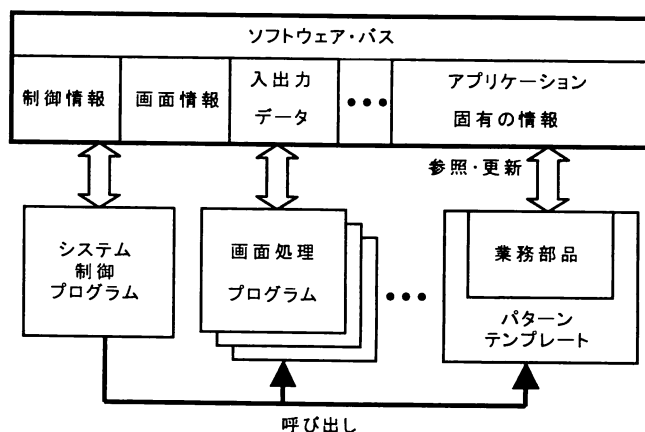 ソフトウェア・バス
制御情報
画面情報
入出力
データ
•••
アプリケーション
固有の情報
参照・更新
システム
制御
プログラム
画面処理
プログラム
•••
業務部品
パターン
テンプレート
呼び出し